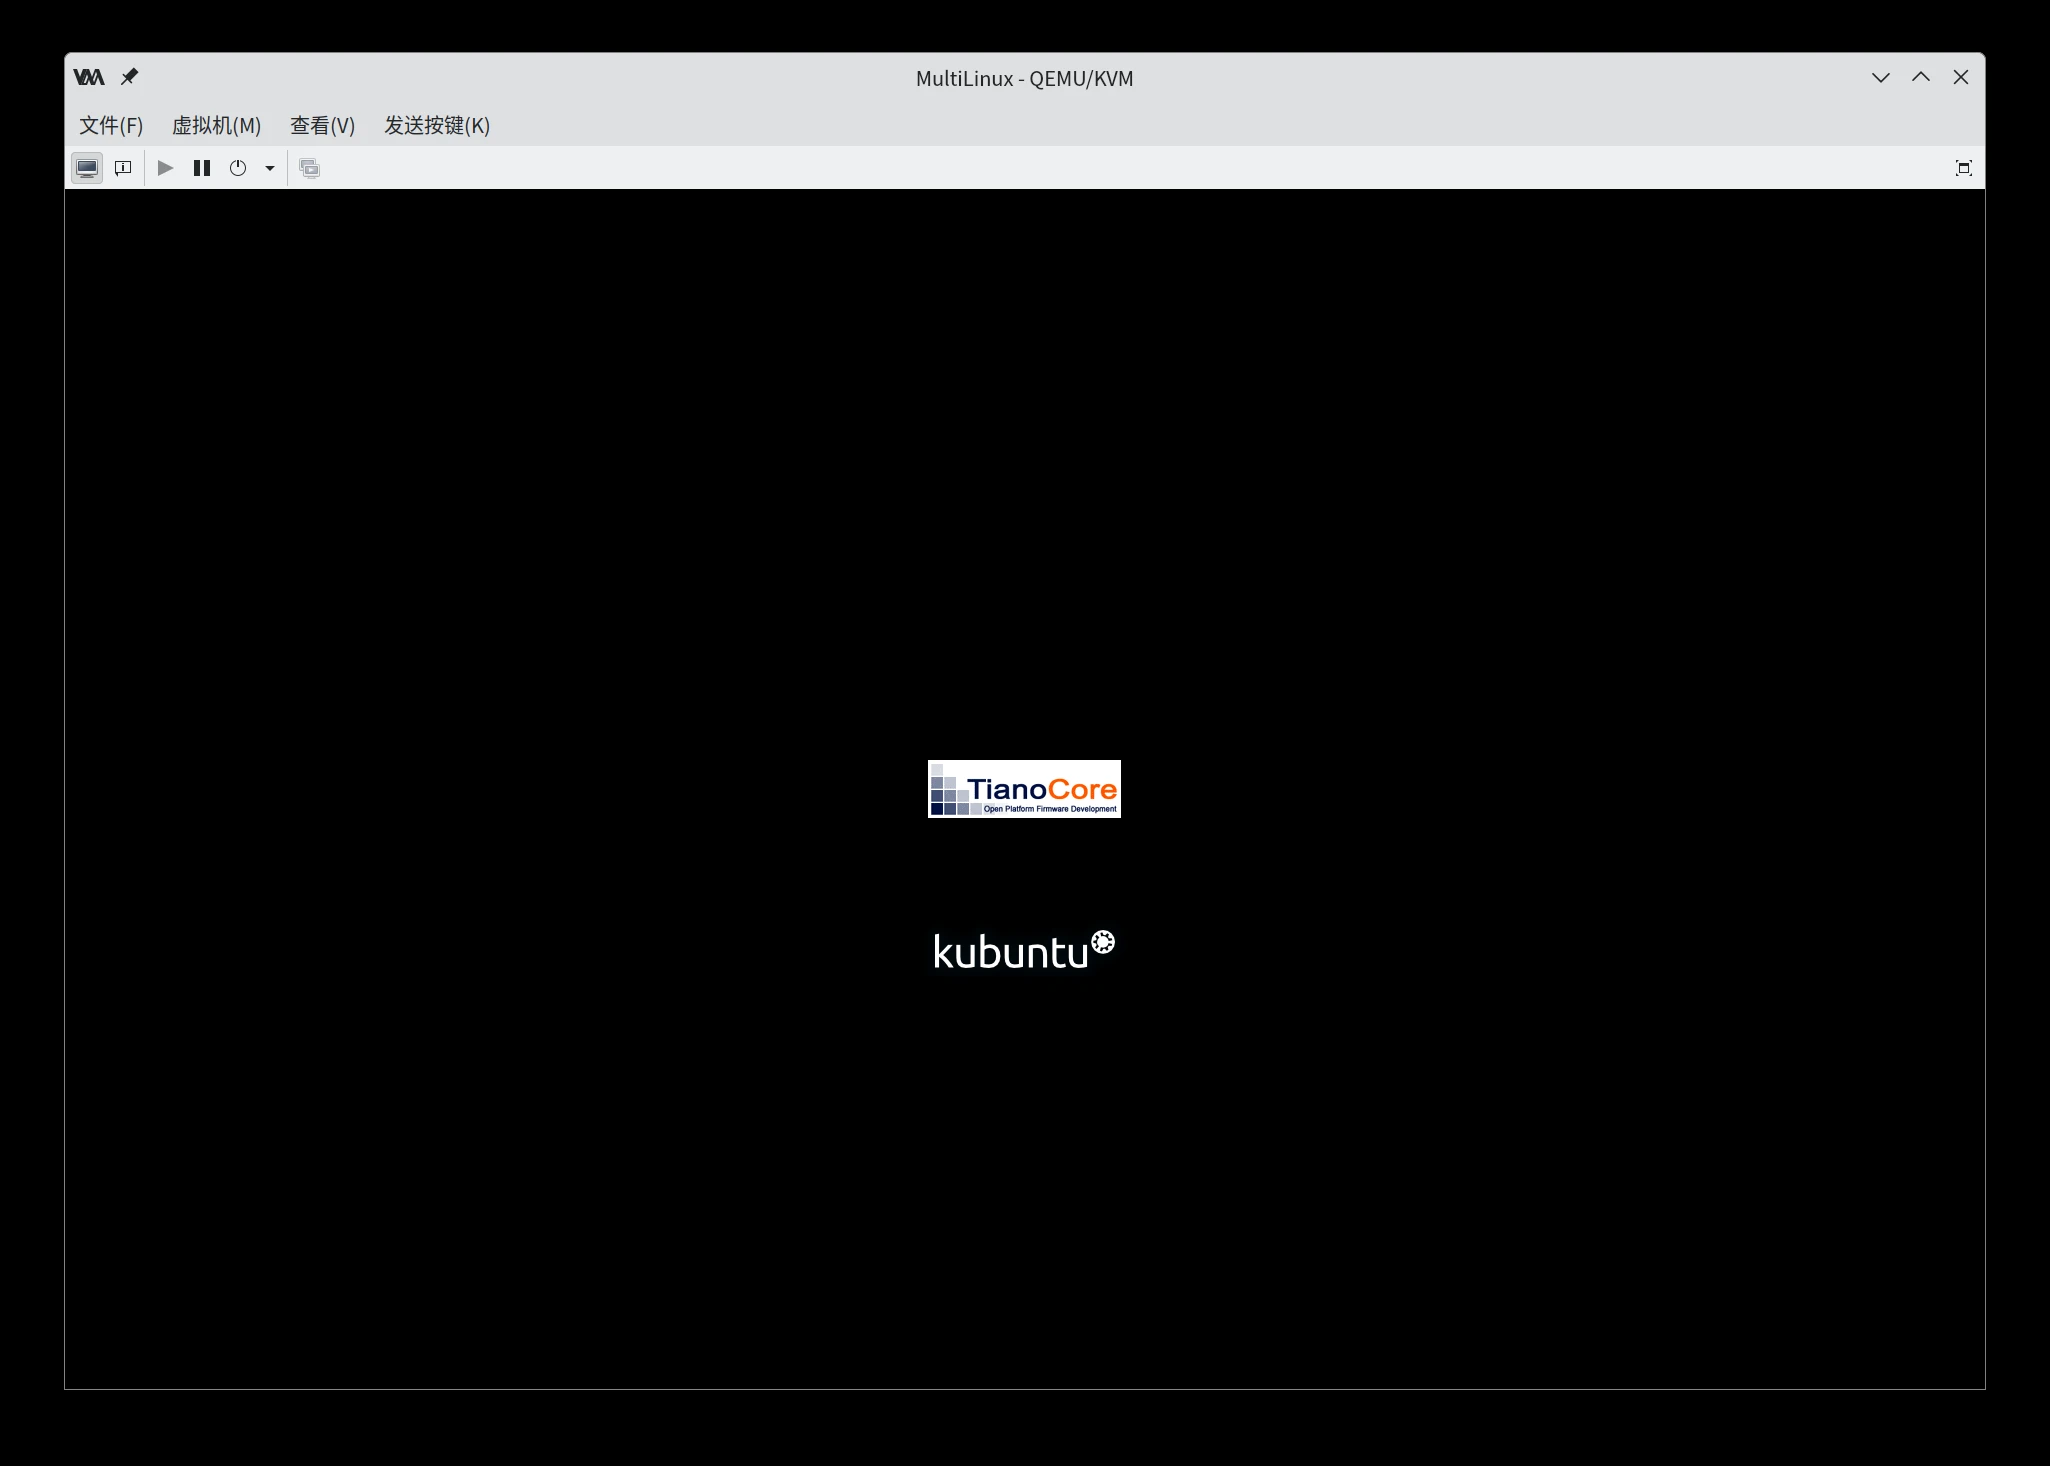 MultiLinux - QEMU/KVM
文件(F) 虚拟机(M) 查看(V) 发送按键(K)
TianoCore
Open Platform Firmware Development
kubuntu